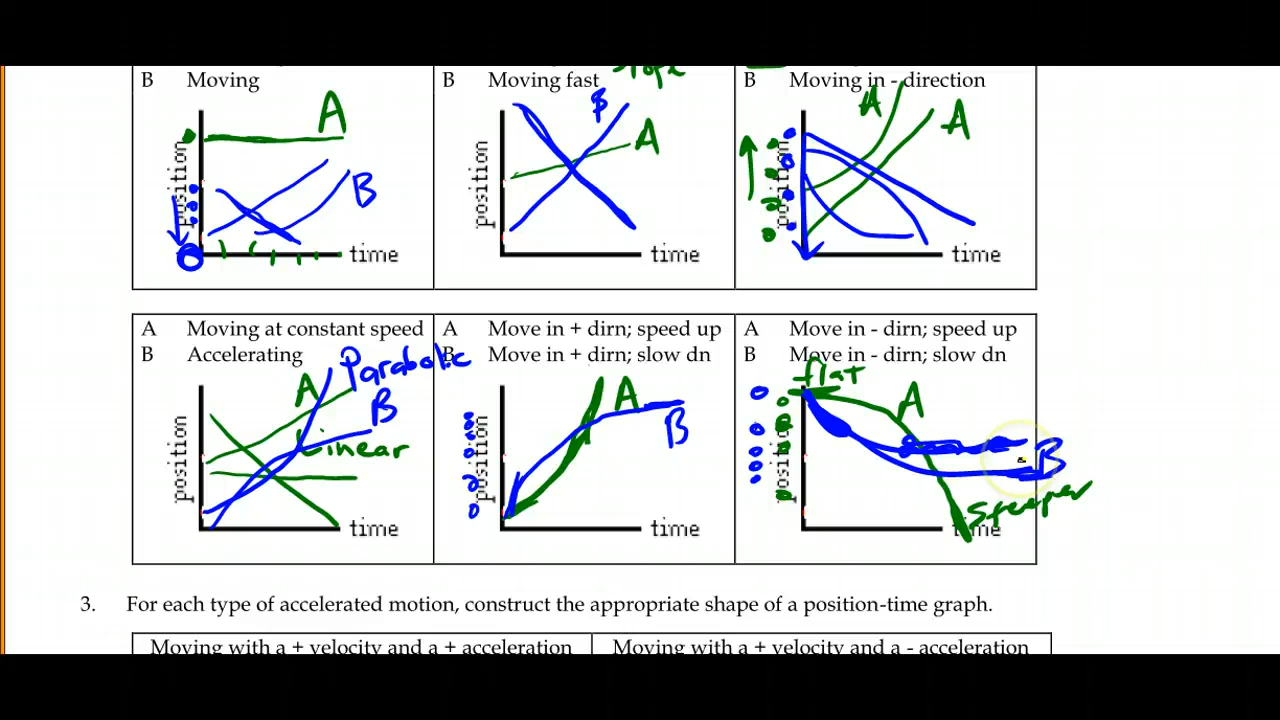 B Moving
A
position
B
time
B Moving fast
slope
B
A
position
time
B Moving in - direction
A
A
position
time
A Moving at constant speed
B Accelerating
Parabolic
A
B
Linear
position
time
A Move in + dirn; speed up
B Move in + dirn; slow dn
A
B
position
time
A Move in - dirn; speed up
B Move in - dirn; slow dn
flat
A
B
steeper
position
time
3. For each type of accelerated motion, construct the appropriate shape of a position-time graph.
Moving with a + velocity and a + acceleration
Moving with a + velocity and a - acceleration